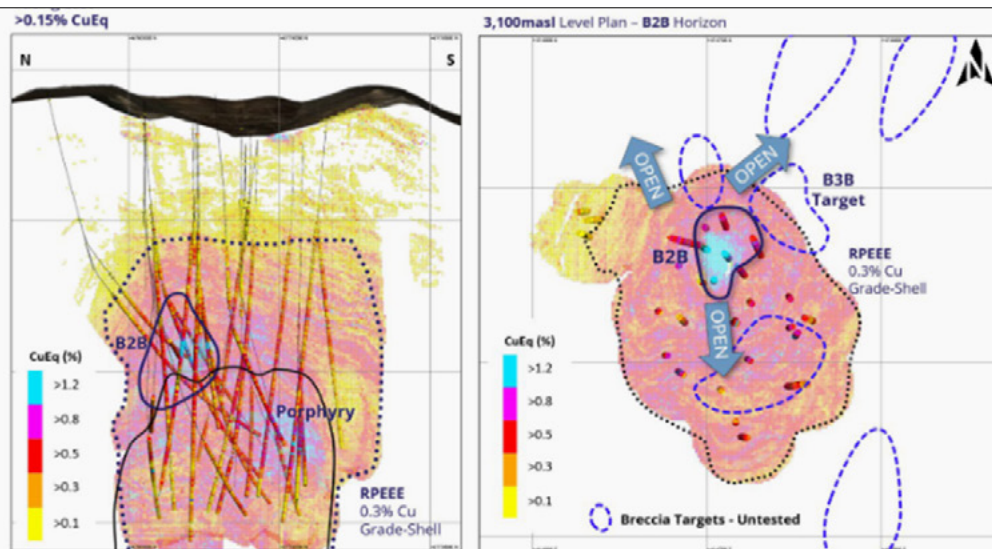 >0.15% CuEq
N
S
B2B
CuEq (%)
>1.2
>0.8
>0.5
>0.3
>0.1
Porphyry
RPEEE
0.3% Cu
Grade-Shell
3,100masl Level Plan – B2B Horizon
N
OPEN
OPEN
B3B
Target
B2B
RPEEE
0.3% Cu
Grade-Shell
OPEN
CuEq (%)
>1.2
>0.8
>0.5
>0.3
>0.1
Breccia Targets - Untested